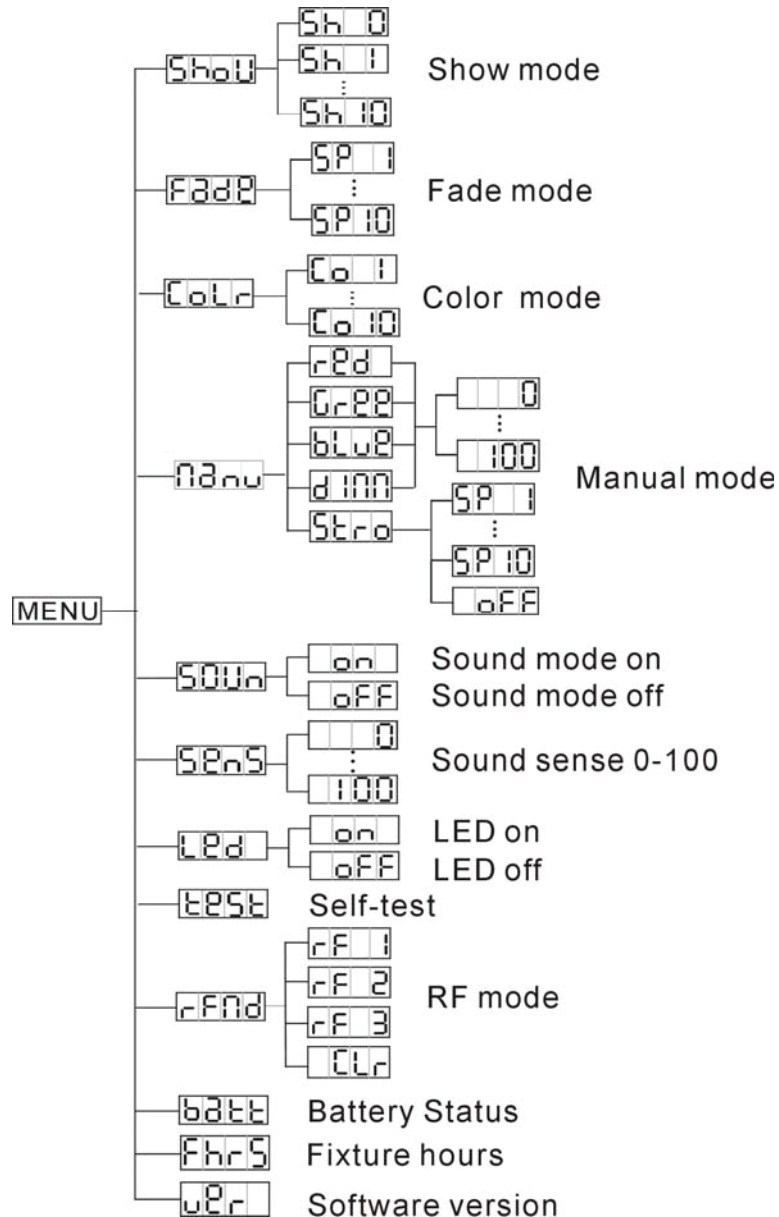 MENU
ShoU
Sh 0
Sh 1
Sh 10
Show mode
Fade
SP 1
SP 10
Fade mode
CoLr
Co 1
Co 10
Color mode
Manu
red
Gree
bLue
diMM
Stro
0
100
SP 1
SP 10
oFF
Manual mode
SOUn
on
Sound mode on
oFF
Sound mode off
SenS
0
100
Sound sense 0-100
Led
on
LED on
oFF
LED off
test
Self-test
rFMd
rF 1
rF 2
rF 3
CLr
RF mode
batt
Battery Status
FhrS
Fixture hours
ver
Software version